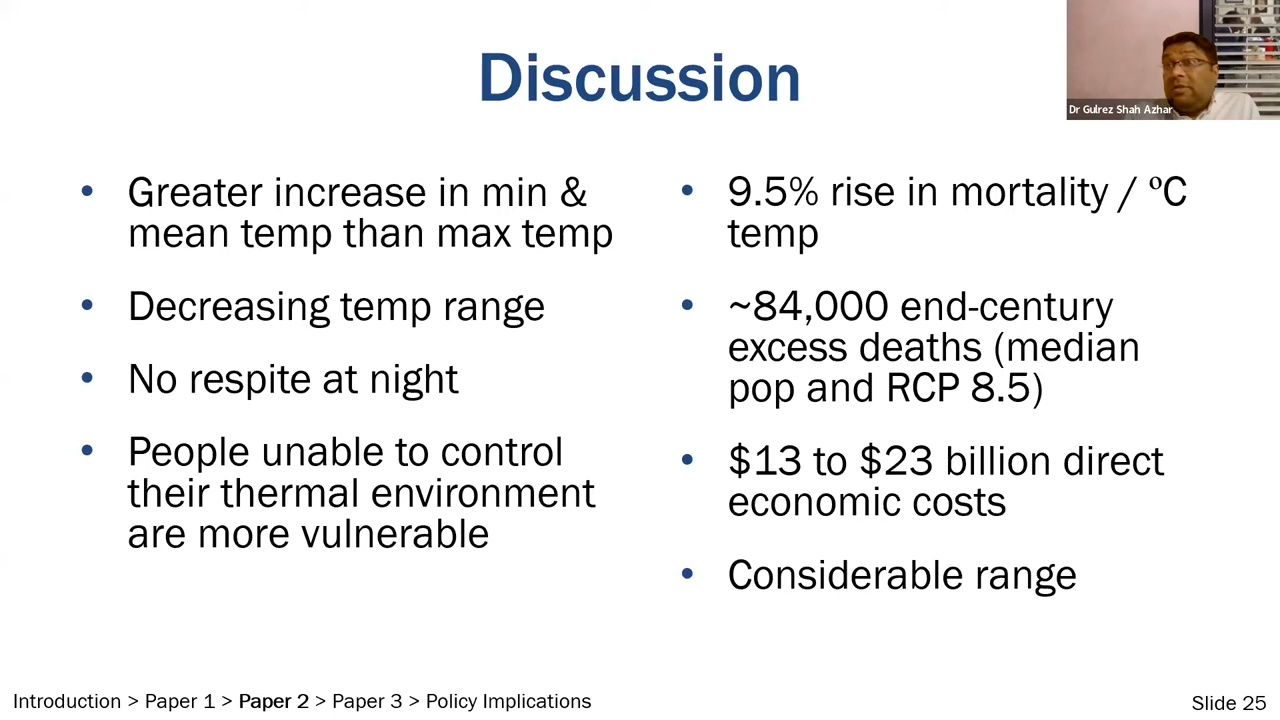 Discussion
Dr Gulrez Shah Azhar
• Greater increase in min &
mean temp than max temp
• Decreasing temp range
• No respite at night
• People unable to control
their thermal environment
are more vulnerable
• 9.5% rise in mortality / ºC
temp
• ~84,000 end-century
excess deaths (median
pop and RCP 8.5)
• $13 to $23 billion direct
economic costs
• Considerable range
Introduction > Paper 1 > Paper 2 > Paper 3 > Policy Implications
Slide 25